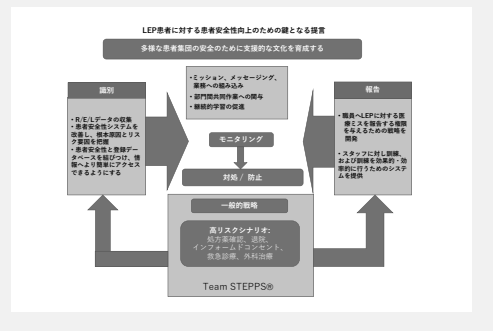 LEP患者に対する患者安全性向上のための鍵となる提言
多様な患者集団の安全のために支援的な文化を育成する
識別
・R/E/Lデータの収集
・患者安全性システムを
改善し、根本原因とリス
ク要因を把握
・患者安全性と登録デー
タベースを結びつけ、情
報へより簡単にアクセス
できるようにする
・ミッション、メッセージング、
業務への組み込み
・部門間共同作業への関与
・継続的学習の促進
モニタリング
対処 / 防止
報告
・職員へLEPに対する医
療ミスを報告する権限
を与えるための戦略を
開発
・スタッフに対し訓練、
および訓練を効果的・効
率的に行うためのシステ
ムを提供
一般的戦略
高リスクシナリオ:
処方薬確認、退院、
インフォームドコンセント、
救急診療、外科治療
Team STEPPS®